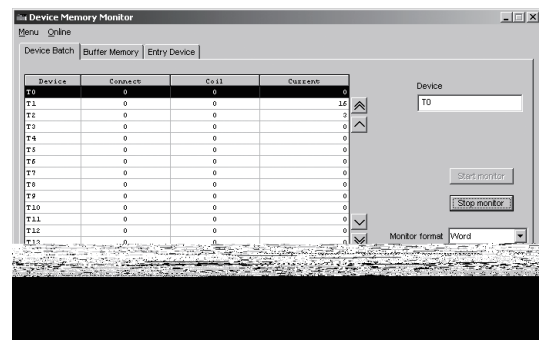 Device Memory Monitor
Menu Online
Device Batch Buffer Memory Entry Device
Device Connect Coil Current
T0 0 0 0
T1 0 0 16
T2 0 0 3
T3 0 0 0
T4 0 0 0
T5 0 0 0
T6 0 0 0
T7 0 0 0
T8 0 0 0
T9 0 0 0
T10 0 0 0
T11 0 0 0
T12 0 0 0
T13 0 0 0
Device
T0
Start monitor
Stop monitor
Monitor format Word